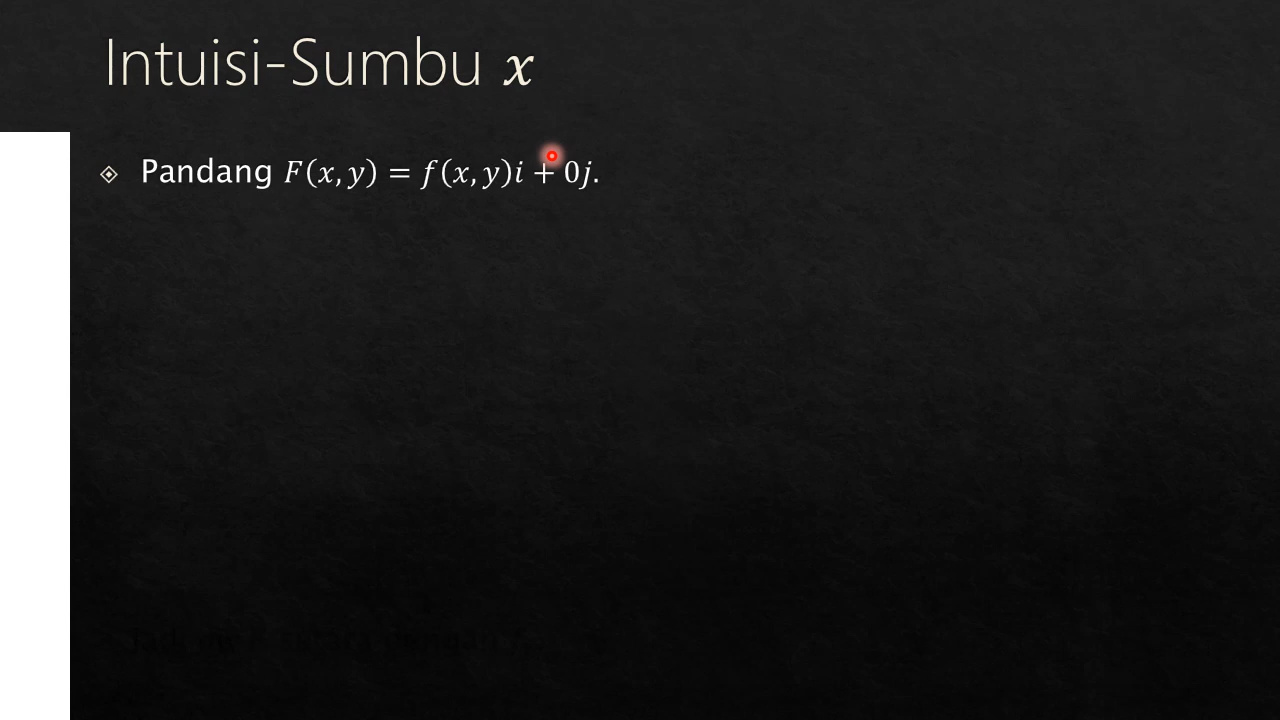 Intuisi-Sumbu 𝑥
Pandang 𝐹(𝑥, 𝑦) = 𝑓(𝑥, 𝑦)𝑖 + 0𝑗.